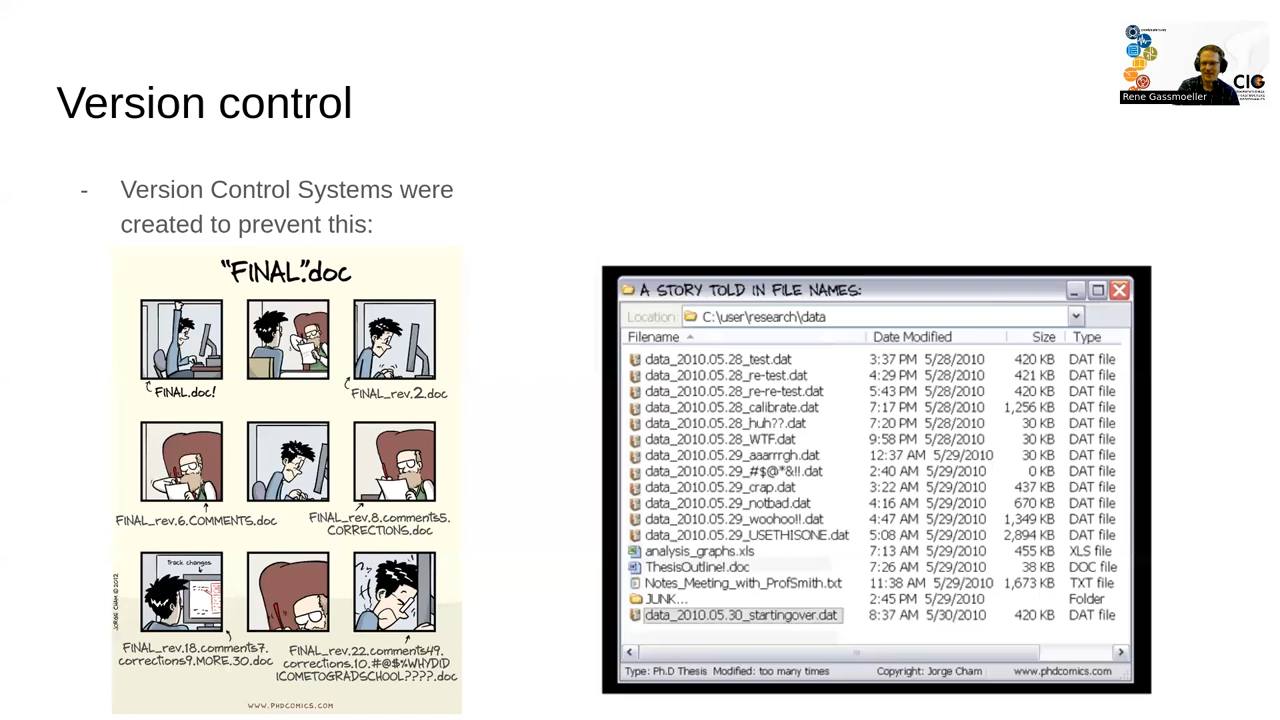 Version control
Rene Gassmoeller
CIG
- Version Control Systems were
created to prevent this:
"FINAL".doc
FINAL.doc!
FINAL_rev.2.doc
FINAL_rev.6.COMMENTS.doc
FINAL_rev.8.comments5.
CORRECTIONS.doc
Track changes
FINAL_rev.18.comments7.
corrections9.MORE.30.doc
FINAL_rev.22.comments49.
corrections.10.#@$%WHYDID
ICOMETOGRADSCHOOL????.doc
JORGE CHAM © 2012
WWW.PHDCOMICS.COM
A STORY TOLD IN FILE NAMES:
Location: C:\user\research\data
Filename Date Modified Size Type
data_2010.05.28_test.dat 3:37 PM 5/28/2010 420 KB DAT file
data_2010.05.28_re-test.dat 4:29 PM 5/28/2010 421 KB DAT file
data_2010.05.28_re-re-test.dat 5:43 PM 5/28/2010 420 KB DAT file
data_2010.05.28_calibrate.dat 7:17 PM 5/28/2010 1,256 KB DAT file
data_2010.05.28_huh??.dat 7:20 PM 5/28/2010 30 KB DAT file
data_2010.05.28_WTF.dat 9:58 PM 5/28/2010 30 KB DAT file
data_2010.05.29_aaarrrgh.dat 12:37 AM 5/29/2010 30 KB DAT file
data_2010.05.29_#$@*&!!.dat 2:40 AM 5/29/2010 0 KB DAT file
data_2010.05.29_crap.dat 3:22 AM 5/29/2010 437 KB DAT file
data_2010.05.29_notbad.dat 4:16 AM 5/29/2010 670 KB DAT file
data_2010.05.29_woohoo!!.dat 4:47 AM 5/29/2010 1,349 KB DAT file
data_2010.05.29_USETHISONE.dat 5:08 AM 5/29/2010 2,894 KB DAT file
analysis_graphs.xls 7:13 AM 5/29/2010 455 KB XLS file
ThesisOutline!.doc 7:26 AM 5/29/2010 38 KB DOC file
Notes_Meeting_with_ProfSmith.txt 11:38 AM 5/29/2010 1,673 KB TXT file
JUNK... 2:45 PM 5/29/2010 Folder
data_2010.05.30_startingover.dat 8:37 AM 5/30/2010 420 KB DAT file
Type: Ph.D Thesis Modified: too many times Copyright: Jorge Cham www.phdcomics.com